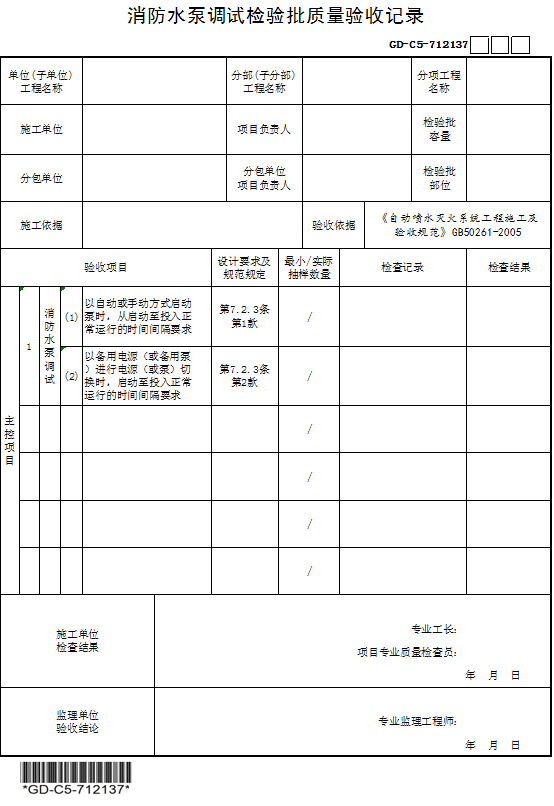 消防水泵调试检验批质量验收记录
GD-C5-712137
单位(子单位)
工程名称
分部(子分部)
工程名称
分项工程
名称
施工单位
项目负责人
检验批
容量
分包单位
分包单位
项目负责人
检验批
部位
施工依据
验收依据
《自动喷水灭火系统工程施工及
验收规范》GB50261-2005
验收项目
设计要求及
规范规定
最小/实际
抽样数量
检查记录
检查结果
主
控
项
目
1
消
防
水
泵
调
试
(1)
以自动或手动方式启动
泵时，从启动至投入正
常运行的时间间隔要求
第7.2.3条
第1款
/
(2)
以备用电源（或备用泵
）进行电源（或泵）切
换时，启动至投入正常
运行的时间间隔要求
第7.2.3条
第2款
/
/
/
/
/
施工单位
检查结果
专业工长：
项目专业质量检查员：
年 月 日
监理单位
验收结论
专业监理工程师：
年 月 日
*GD-C5-712137*